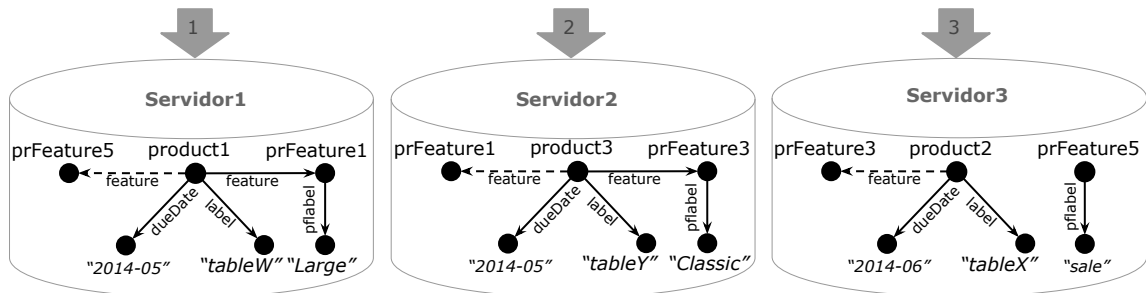 1 2 3
Servidor1 Servidor2 Servidor3
prFeature5 product1 prFeature1 prFeature1 product3 prFeature3 prFeature3 product2 prFeature5
feature feature feature feature feature
dueDate label pflabel dueDate label pflabel dueDate label pflabel
"2014-05" "tableW" "Large" "2014-05" "tableY" "Classic" "2014-06" "tableX" "sale"